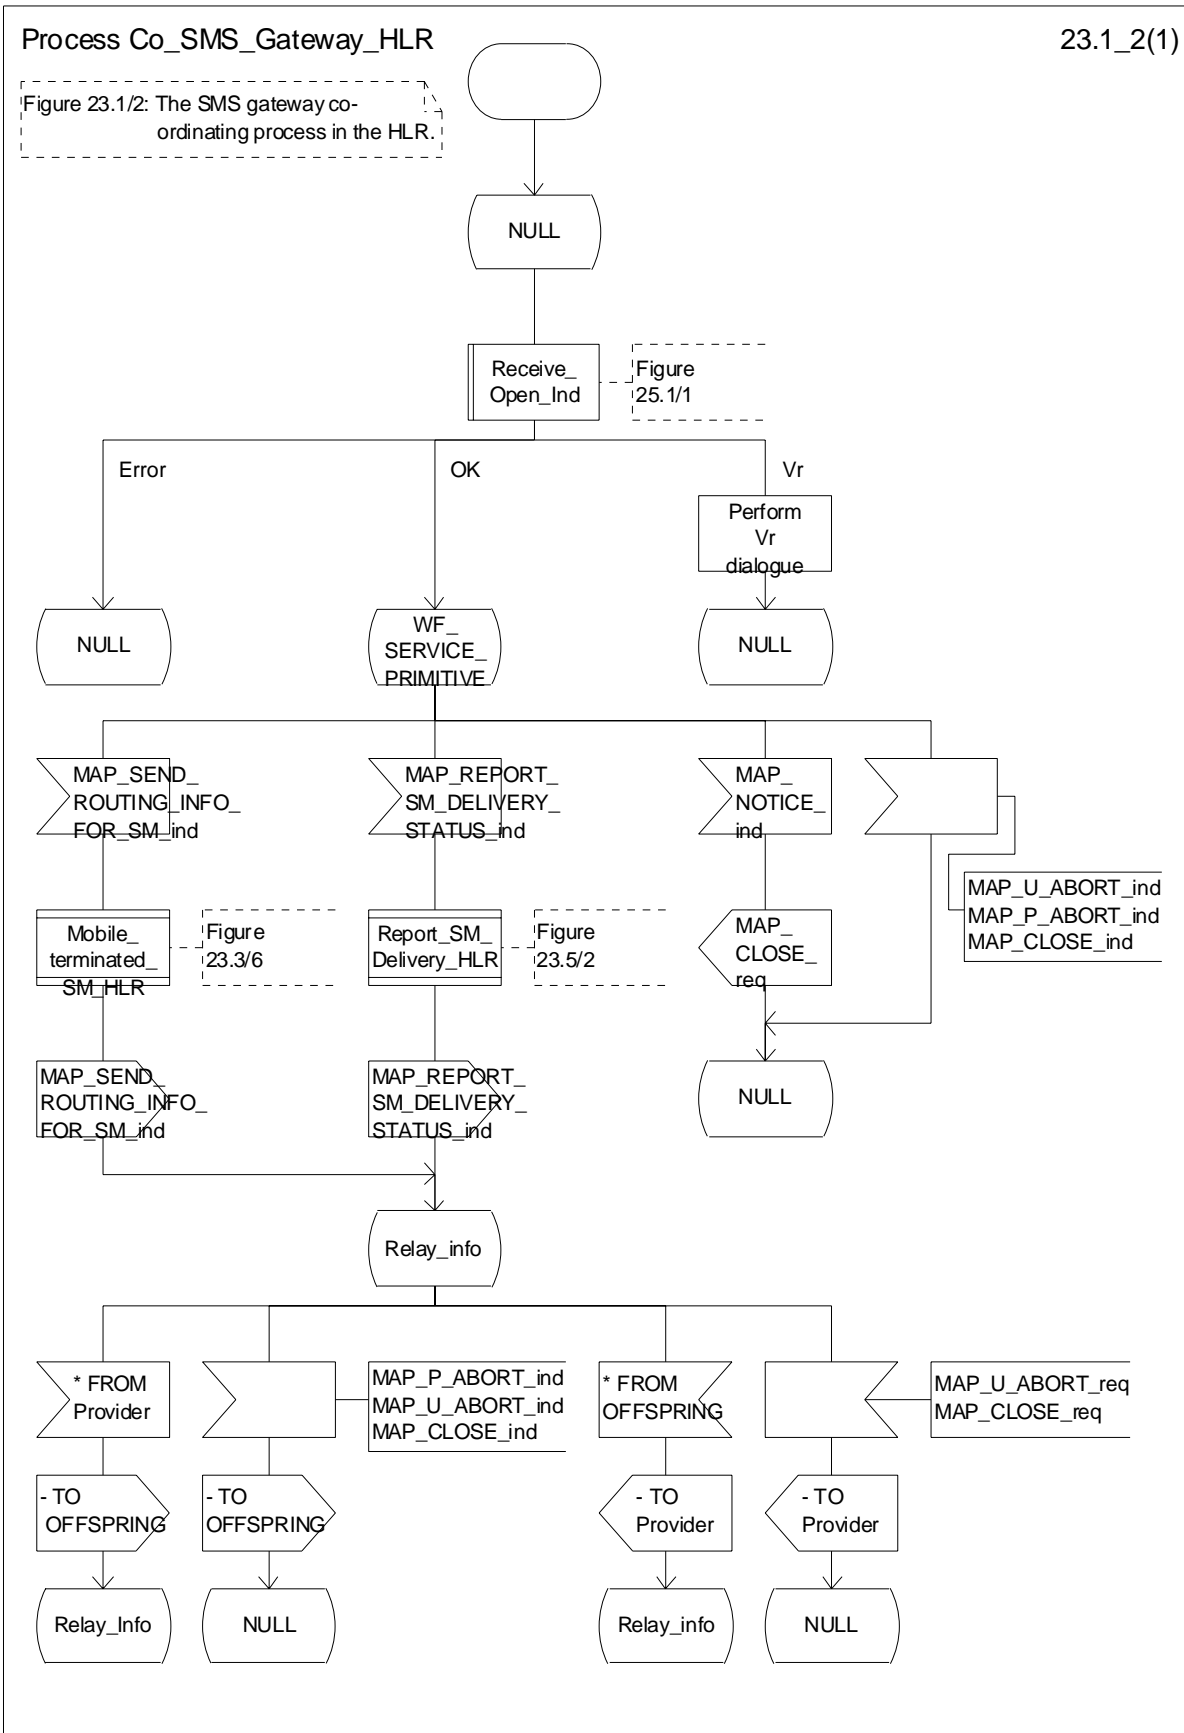 Process Co_SMS_Gateway_HLR
23.1_2(1)
Figure 23.1/2: The SMS gateway co-
ordinating process in the HLR.
NULL
Receive_
Open_Ind
Figure
25.1/1
Error
OK
Vr
Perform
Vr
dialogue
NULL
WF_
SERVICE_
PRIMITIVE
NULL
MAP_SEND_
ROUTING_INFO_
FOR_SM_ind
MAP_REPORT_
SM_DELIVERY_
STATUS_ind
MAP_
NOTICE_
ind
MAP_U_ABORT_ind
MAP_P_ABORT_ind
MAP_CLOSE_ind
Mobile_
terminated_
SM_HLR
Figure
23.3/6
Report_SM_
Delivery_HLR
Figure
23.5/2
MAP_
CLOSE_
req
MAP_SEND_
ROUTING_INFO_
FOR_SM_ind
MAP_REPORT_
SM_DELIVERY_
STATUS_ind
NULL
Relay_info
* FROM
Provider
MAP_P_ABORT_ind
MAP_U_ABORT_ind
MAP_CLOSE_ind
* FROM
OFFSPRING
MAP_U_ABORT_req
MAP_CLOSE_req
- TO
OFFSPRING
- TO
OFFSPRING
- TO
Provider
- TO
Provider
Relay_Info
NULL
Relay_info
NULL